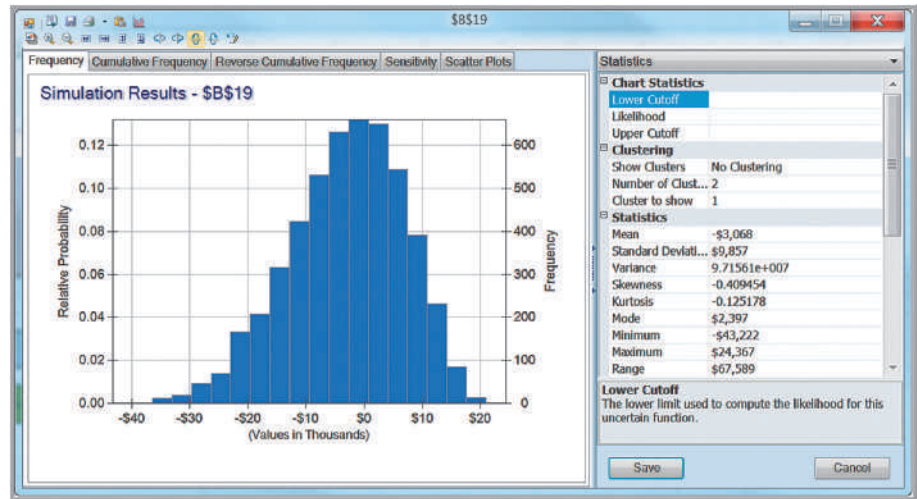 $B$19
Frequency Cumulative Frequency Reverse Cumulative Frequency Sensitivity Scatter Plots
Simulation Results - $B$19
Relative Probability
0.12
0.10
0.08
0.06
0.04
0.02
0.00
600
500
400
300
200
100
0
Frequency
-$40 -$30 -$20 -$10 $0 $10 $20
(Values in Thousands)
Statistics
Chart Statistics
Lower Cutoff
Likelihood
Upper Cutoff
Clustering
Show Clusters No Clustering
Number of Clust... 2
Cluster to show 1
Statistics
Mean -$3,068
Standard Deviati... $9,857
Variance 9.71561e+007
Skewness -0.409454
Kurtosis -0.125178
Mode $2,397
Minimum -$43,222
Maximum $24,367
Range $67,589
Lower Cutoff
The lower limit used to compute the likelihood for this
uncertain function.
Save Cancel